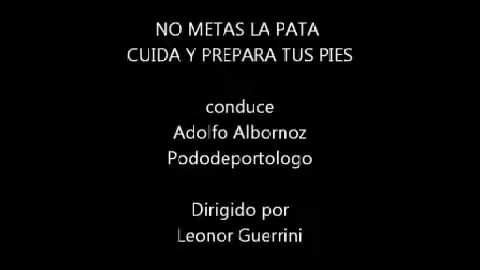 NO METAS LA PATA
CUIDA Y PREPARA TUS PIES
conduce
Adolfo Albornoz
Pododeportologo
Dirigido por
Leonor Guerrini